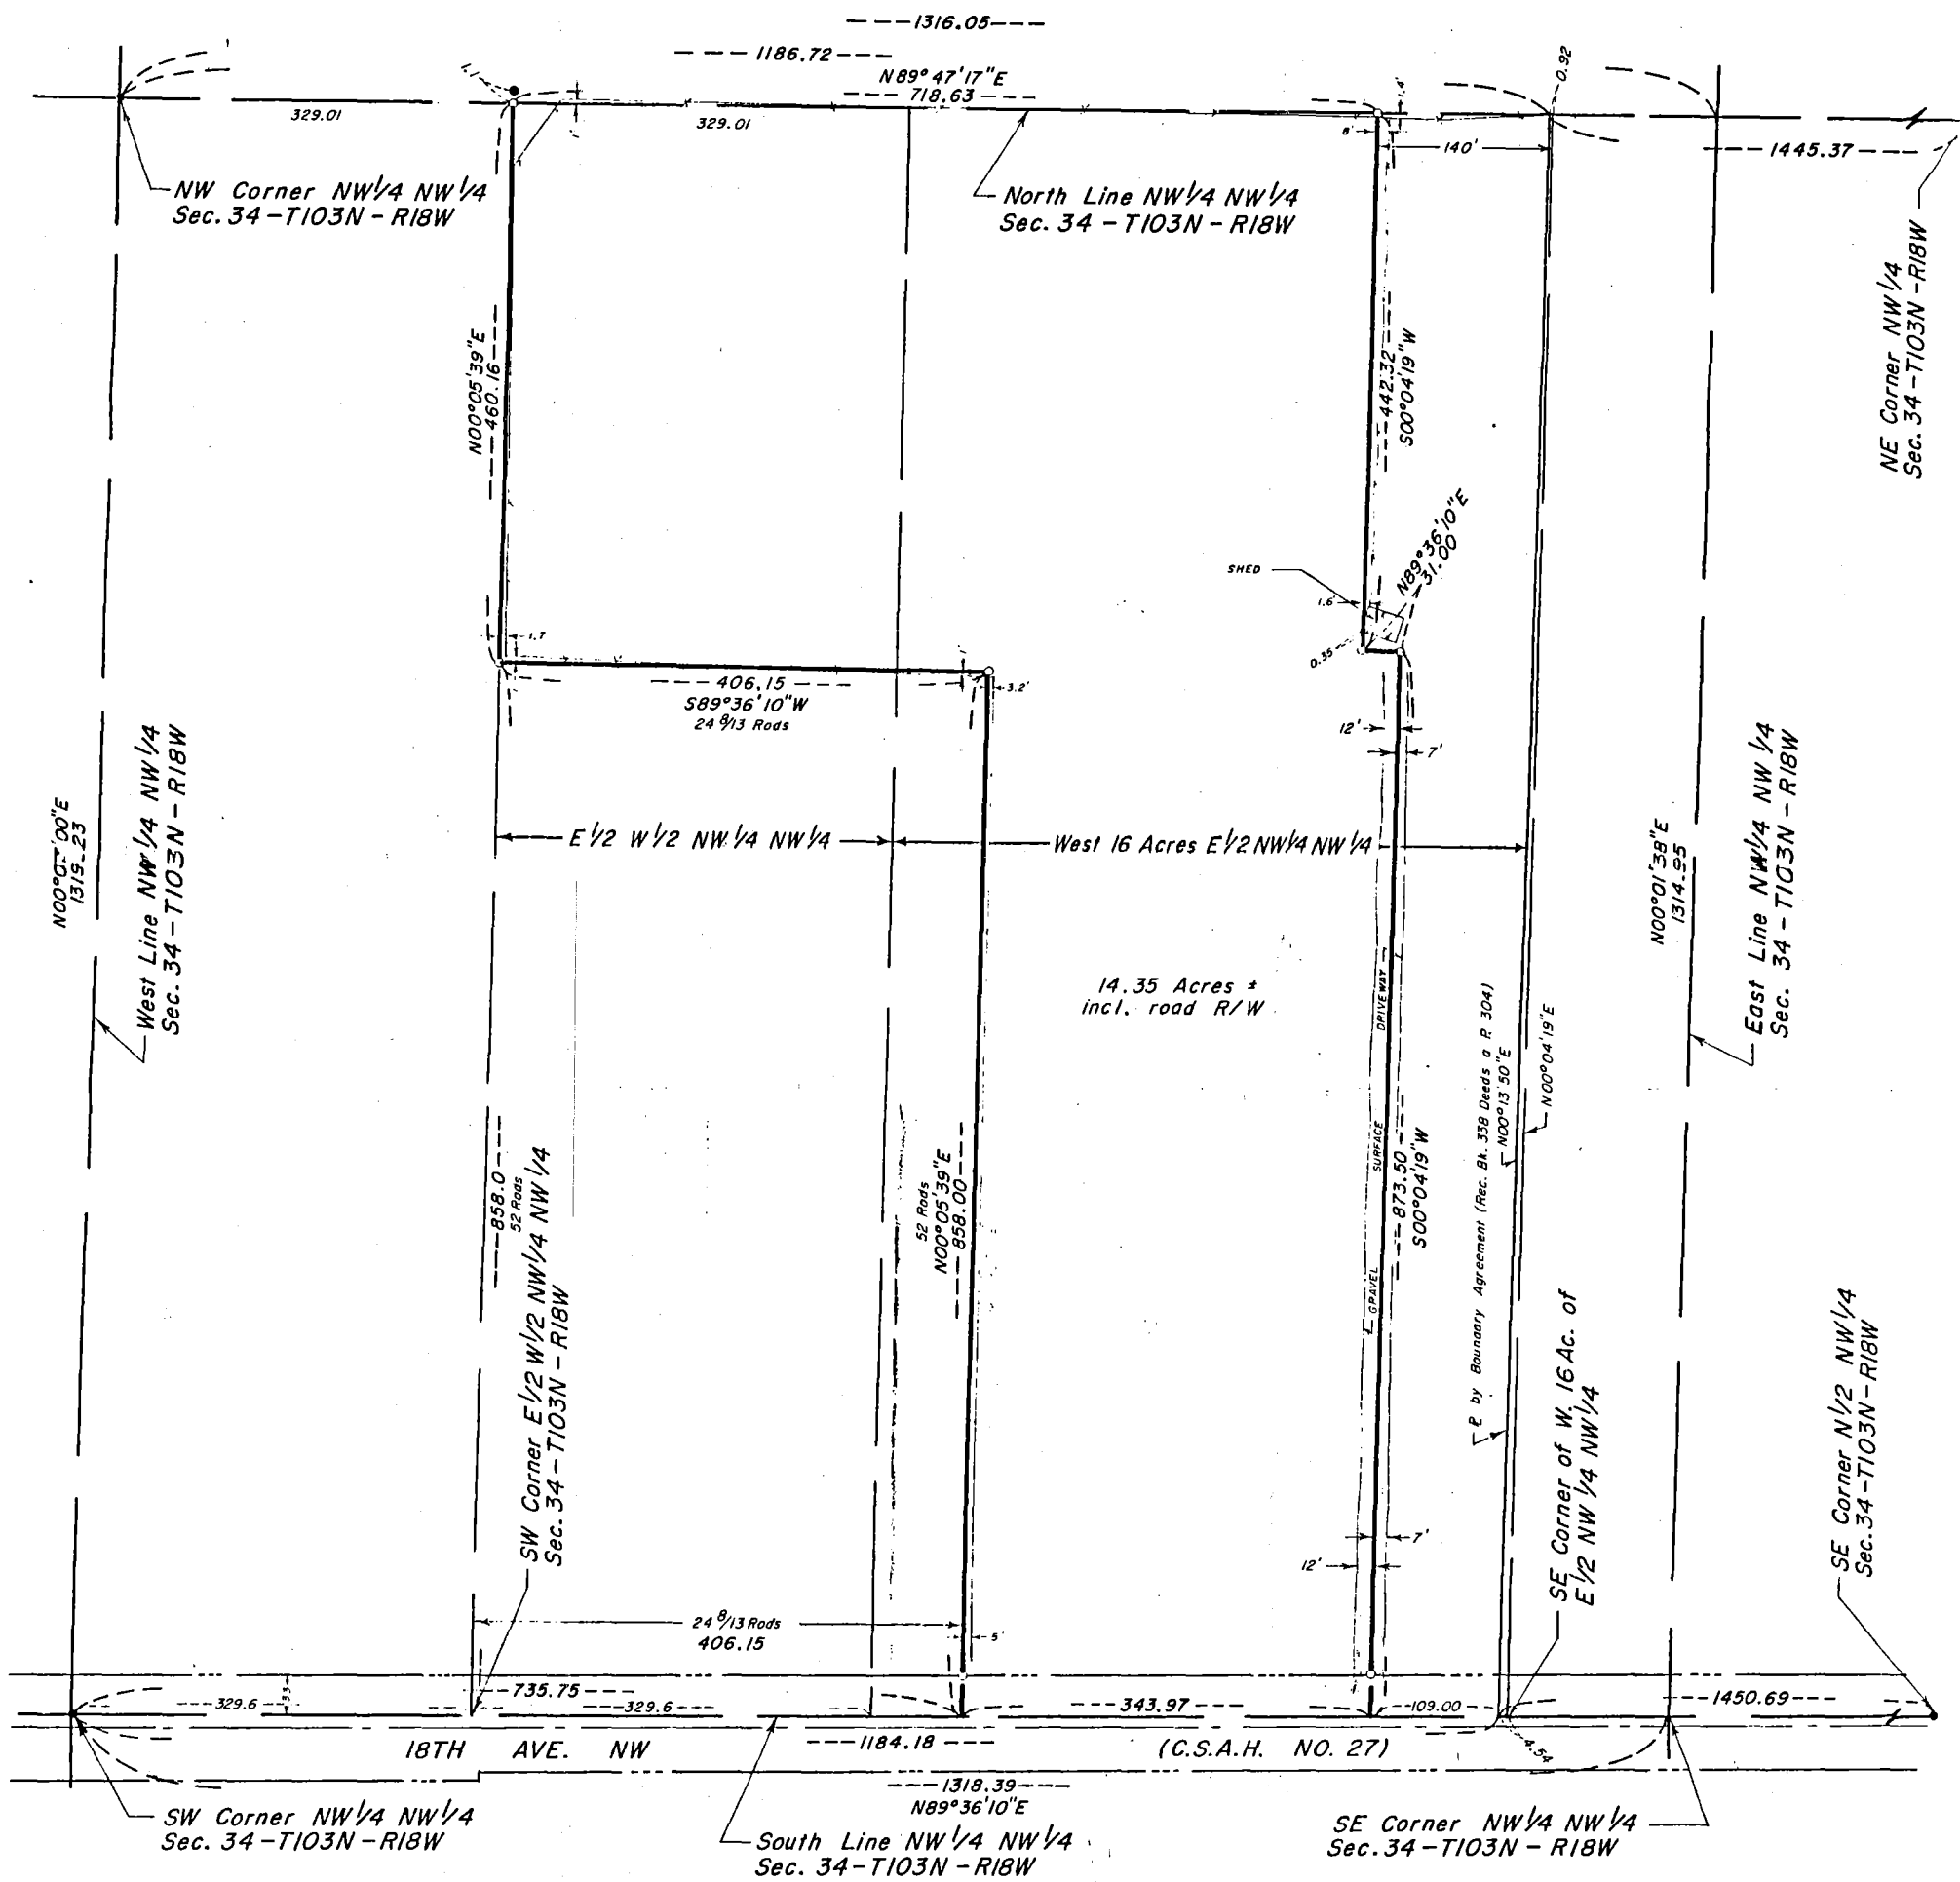 1316.05
1186.72
N89°47'17"E
718.63
0.92
329.01
329.01
1.4'
8'
140'
1445.37
NW Corner NW1/4 NW1/4
Sec. 34-T103N-R18W
North Line NW1/4 NW1/4
Sec. 34-T103N-R18W
NE Corner NW1/4
Sec. 34-T103N-R18W
N00°05'39"E
460.16
442.32
S00°04'19"W
N89°36'10"E
31.00
SHED
1.6'
0.35
1.7
406.15
S89°36'10"W
24 8/13 Rods
3.2'
12'
7'
1319.23
West Line NW1/4 NW1/4
Sec. 34-T103N-R18W
E1/2 W1/2 NW1/4 NW1/4
West 16 Acres E1/2 NW1/4 NW1/4
N00°01'38"E
1314.95
East Line NW1/4 NW1/4
Sec. 34-T103N-R18W
14.35 Acres ±
incl. road R/W
GRAVEL SURFACE DRIVEWAY
by Boundary Agreement (Rec. Bk. 338 Deeds a P. 304)
N00°13'50"E
N00°04'19"E
858.0
52 Rods
SW Corner E1/2 W1/2 NW1/4 NW1/4
Sec. 34-T103N-R18W
52 Rods
N00°05'39"E
858.00
873.50
S00°04'19"W
SE Corner of W. 16 Ac. of
E1/2 NW1/4 NW1/4
SE Corner N1/2 NW1/4
Sec. 34-T103N-R18W
7'
12'
24 8/13 Rods
406.15
5'
329.6
33
735.75
329.6
343.97
109.00
1450.69
18TH AVE. NW
1184.18
(C.S.A.H. NO. 27)
4.54
1318.39
N89°36'10"E
SW Corner NW1/4 NW1/4
Sec. 34-T103N-R18W
South Line NW1/4 NW1/4
Sec. 34-T103N-R18W
SE Corner NW1/4 NW1/4
Sec. 34-T103N-R18W